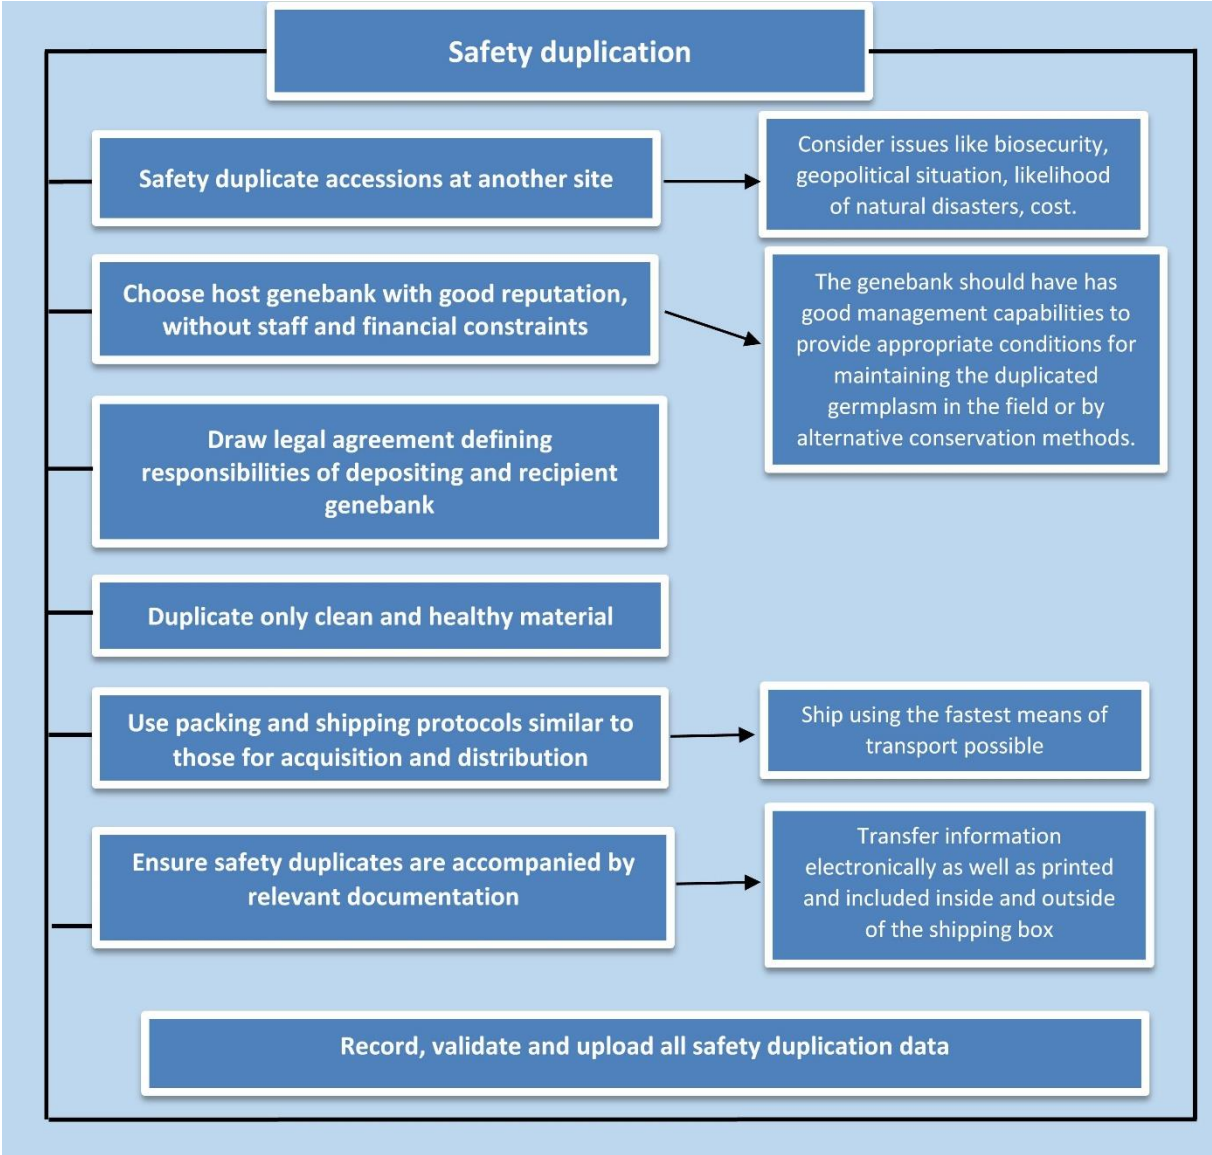 Safety duplication
Safety duplicate accessions at another site
Consider issues like biosecurity,
geopolitical situation, likelihood
of natural disasters, cost.
Choose host genebank with good reputation,
without staff and financial constraints
The genebank should have has
good management capabilities to
provide appropriate conditions for
maintaining the duplicated
germplasm in the field or by
alternative conservation methods.
Draw legal agreement defining
responsibilities of depositing and recipient
genebank
Duplicate only clean and healthy material
Use packing and shipping protocols similar to
those for acquisition and distribution
Ship using the fastest means of
transport possible
Ensure safety duplicates are accompanied by
relevant documentation
Transfer information
electronically as well as printed
and included inside and outside
of the shipping box
Record, validate and upload all safety duplication data